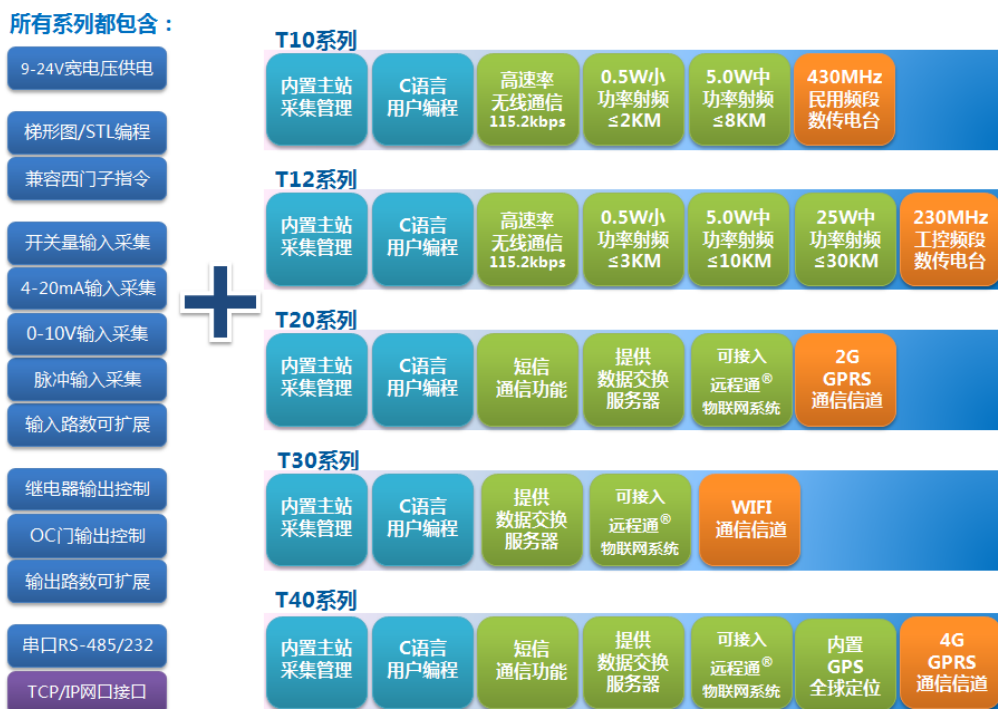 所有系列都包含：
9-24V宽电压供电
梯形图/STL编程
兼容西门子指令
开关量输入采集
4-20mA输入采集
0-10V输入采集
脉冲输入采集
输入路数可扩展
继电器输出控制
OC门输出控制
输出路数可扩展
串口RS-485/232
TCP/IP网口接口
T10系列
内置主站
采集管理
C语言
用户编程
高速率
无线通信
115.2kbps
0.5W小
功率射频
≤2KM
5.0W中
功率射频
≤8KM
430MHz
民用频段
数传电台
T12系列
内置主站
采集管理
C语言
用户编程
高速率
无线通信
115.2kbps
0.5W小
功率射频
≤3KM
5.0W中
功率射频
≤10KM
25W中
功率射频
≤30KM
230MHz
工控频段
数传电台
T20系列
内置主站
采集管理
C语言
用户编程
短信
通信功能
提供
数据交换
服务器
可接入
远程通®
物联网系统
2G
GPRS
通信信道
T30系列
内置主站
采集管理
C语言
用户编程
提供
数据交换
服务器
可接入
远程通®
物联网系统
WIFI
通信信道
T40系列
内置主站
采集管理
C语言
用户编程
短信
通信功能
提供
数据交换
服务器
可接入
远程通®
物联网系统
内置
GPS
全球定位
4G
GPRS
通信信道